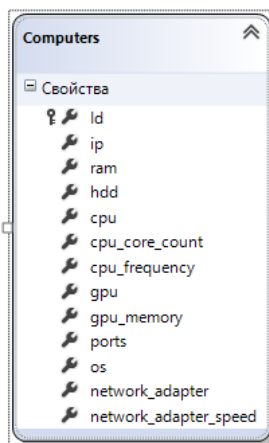 Computers
Свойства
Id
ip
ram
hdd
cpu
cpu_core_count
cpu_frequency
gpu
gpu_memory
ports
os
network_adapter
network_adapter_speed